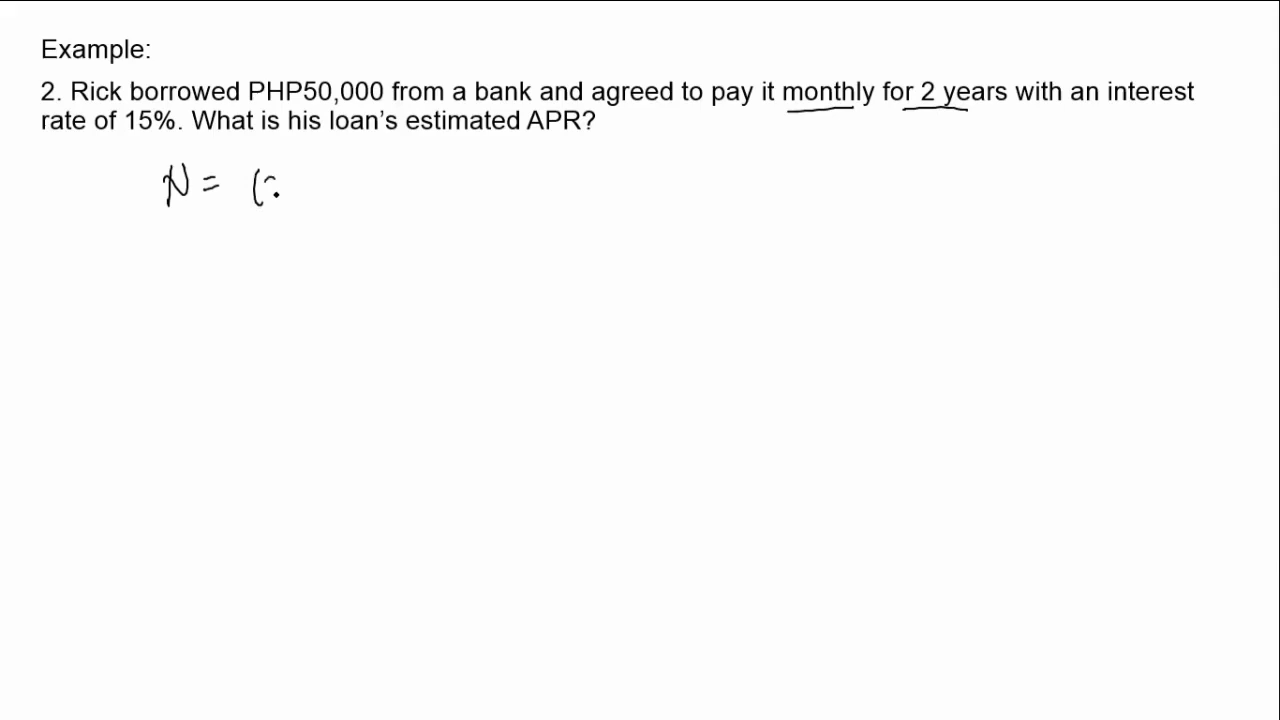 Example:
2. Rick borrowed PHP50,000 from a bank and agreed to pay it monthly for 2 years with an interest
rate of 15%. What is his loan's estimated APR?
N = (